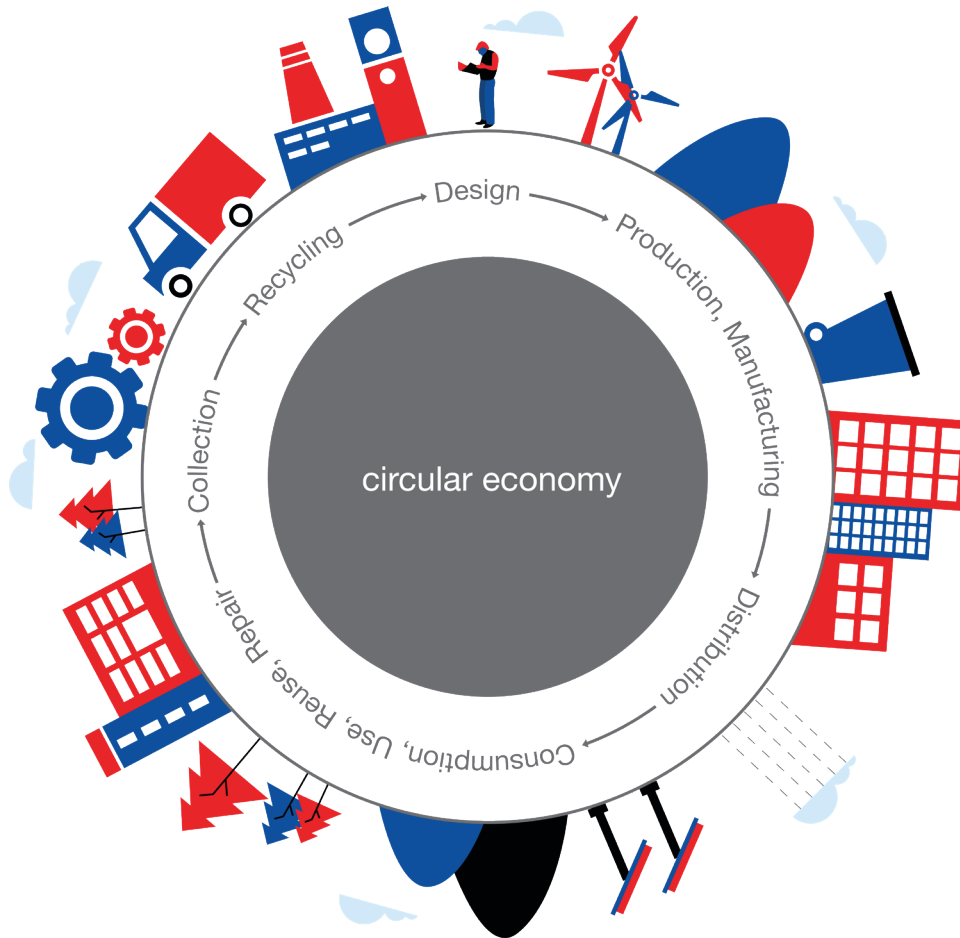 Design
Production, Manufacturing
Distribution
Consumption, Use, Reuse, Repair
Collection
Recycling
circular economy